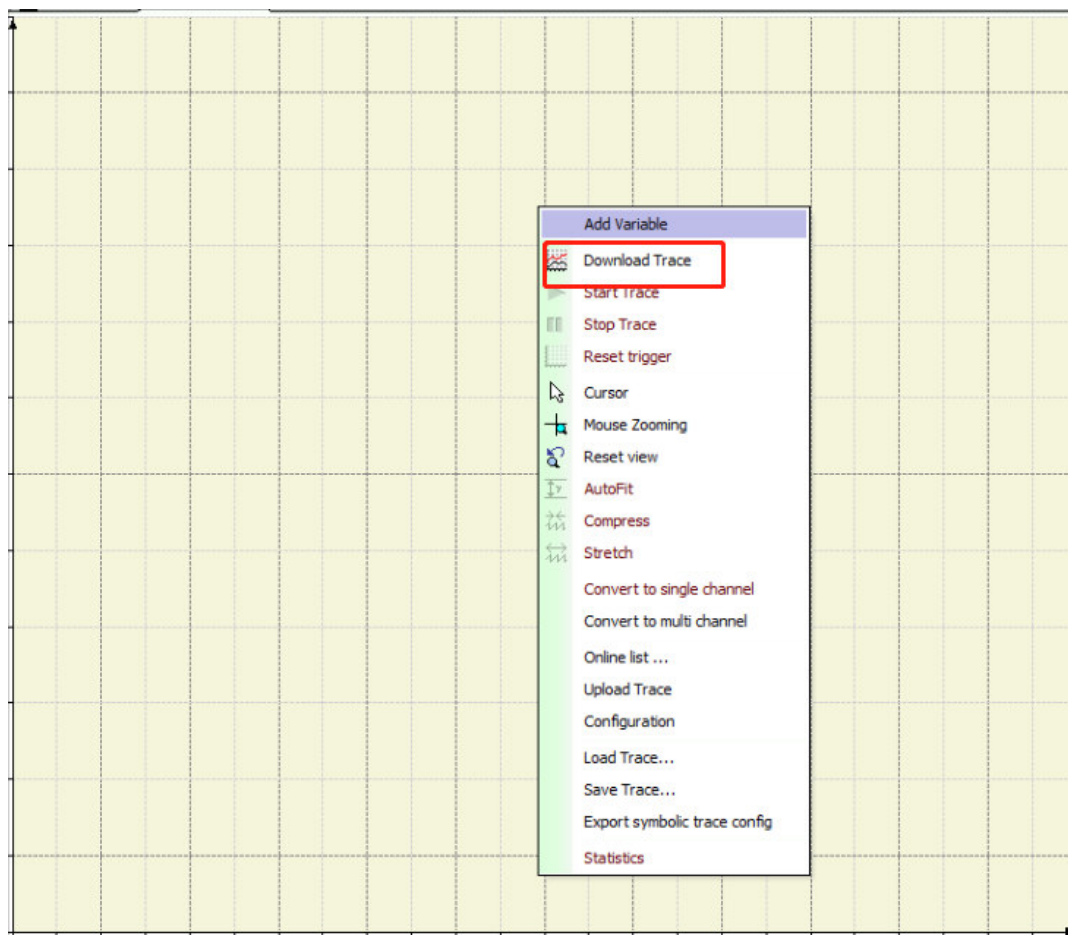 Add Variable
Download Trace
Start Trace
Stop Trace
Reset trigger
Cursor
Mouse Zooming
Reset view
AutoFit
Compress
Stretch
Convert to single channel
Convert to multi channel
Online list ...
Upload Trace
Configuration
Load Trace...
Save Trace...
Export symbolic trace config
Statistics